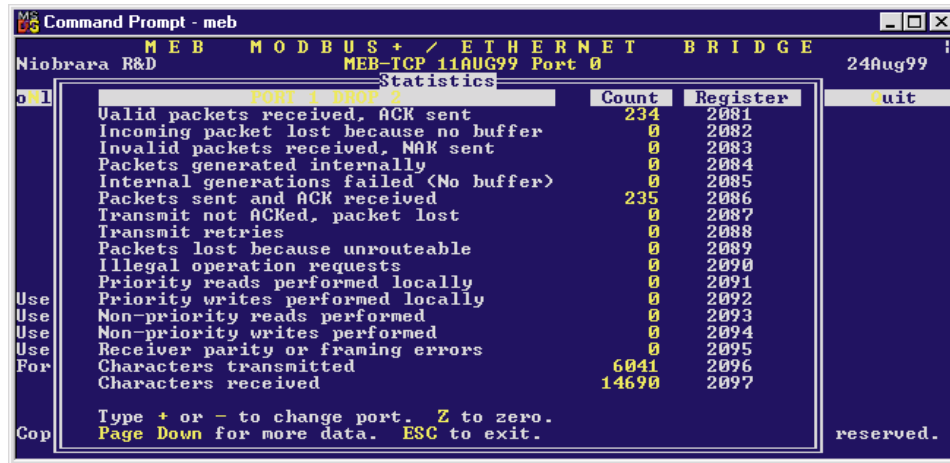 Command Prompt - meb
M E B   M O D B U S + / E T H E R N E T   B R I D G E
Niobrara R&D   MEB-TCP 11AUG99 Port 0   24Aug99
Statistics
oNl   PORT 1 DROP 2   Count   Register   Quit
Valid packets received, ACK sent   234   2081
Incoming packet lost because no buffer   0   2082
Invalid packets received, NAK sent   0   2083
Packets generated internally   0   2084
Internal generations failed (No buffer)   0   2085
Packets sent and ACK received   235   2086
Transmit not ACKed, packet lost   0   2087
Transmit retries   0   2088
Packets lost because unrouteable   0   2089
Illegal operation requests   0   2090
Priority reads performed locally   0   2091
Use   Priority writes performed locally   0   2092
Use   Non-priority reads performed   0   2093
Use   Non-priority writes performed   0   2094
Use   Receiver parity or framing errors   0   2095
For   Characters transmitted   6041   2096
Characters received   14690   2097
Type + or - to change port.  Z to zero.
Cop   Page Down for more data.  ESC to exit.   reserved.